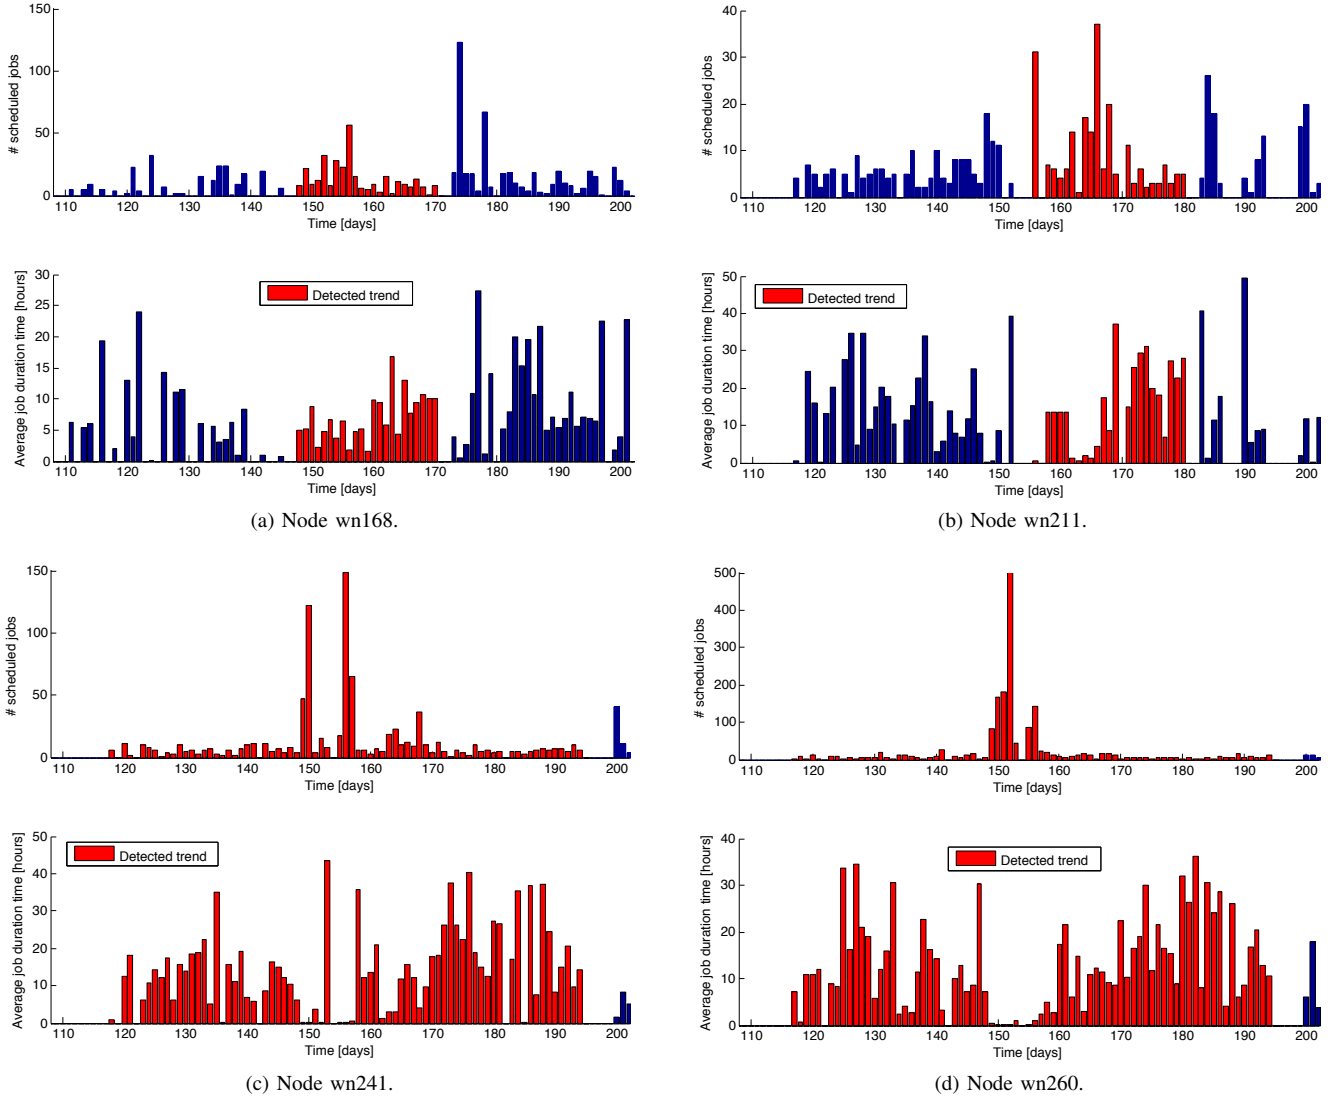 # scheduled jobs
150
100
50
0
110 120 130 140 150 160 170 180 190 200
Time [days]
Average job duration time [hours]
30
25
20
15
10
5
0
Detected trend
110 120 130 140 150 160 170 180 190 200
Time [days]
(a) Node wn168.
# scheduled jobs
40
30
20
10
0
110 120 130 140 150 160 170 180 190 200
Time [days]
Average job duration time [hours]
50
40
30
20
10
0
Detected trend
110 120 130 140 150 160 170 180 190 200
Time [days]
(b) Node wn211.
# scheduled jobs
150
100
50
0
110 120 130 140 150 160 170 180 190 200
Time [days]
Average job duration time [hours]
50
40
30
20
10
0
Detected trend
110 120 130 140 150 160 170 180 190 200
Time [days]
(c) Node wn241.
# scheduled jobs
500
400
300
200
100
0
110 120 130 140 150 160 170 180 190 200
Time [days]
Average job duration time [hours]
40
30
20
10
0
Detected trend
110 120 130 140 150 160 170 180 190 200
Time [days]
(d) Node wn260.